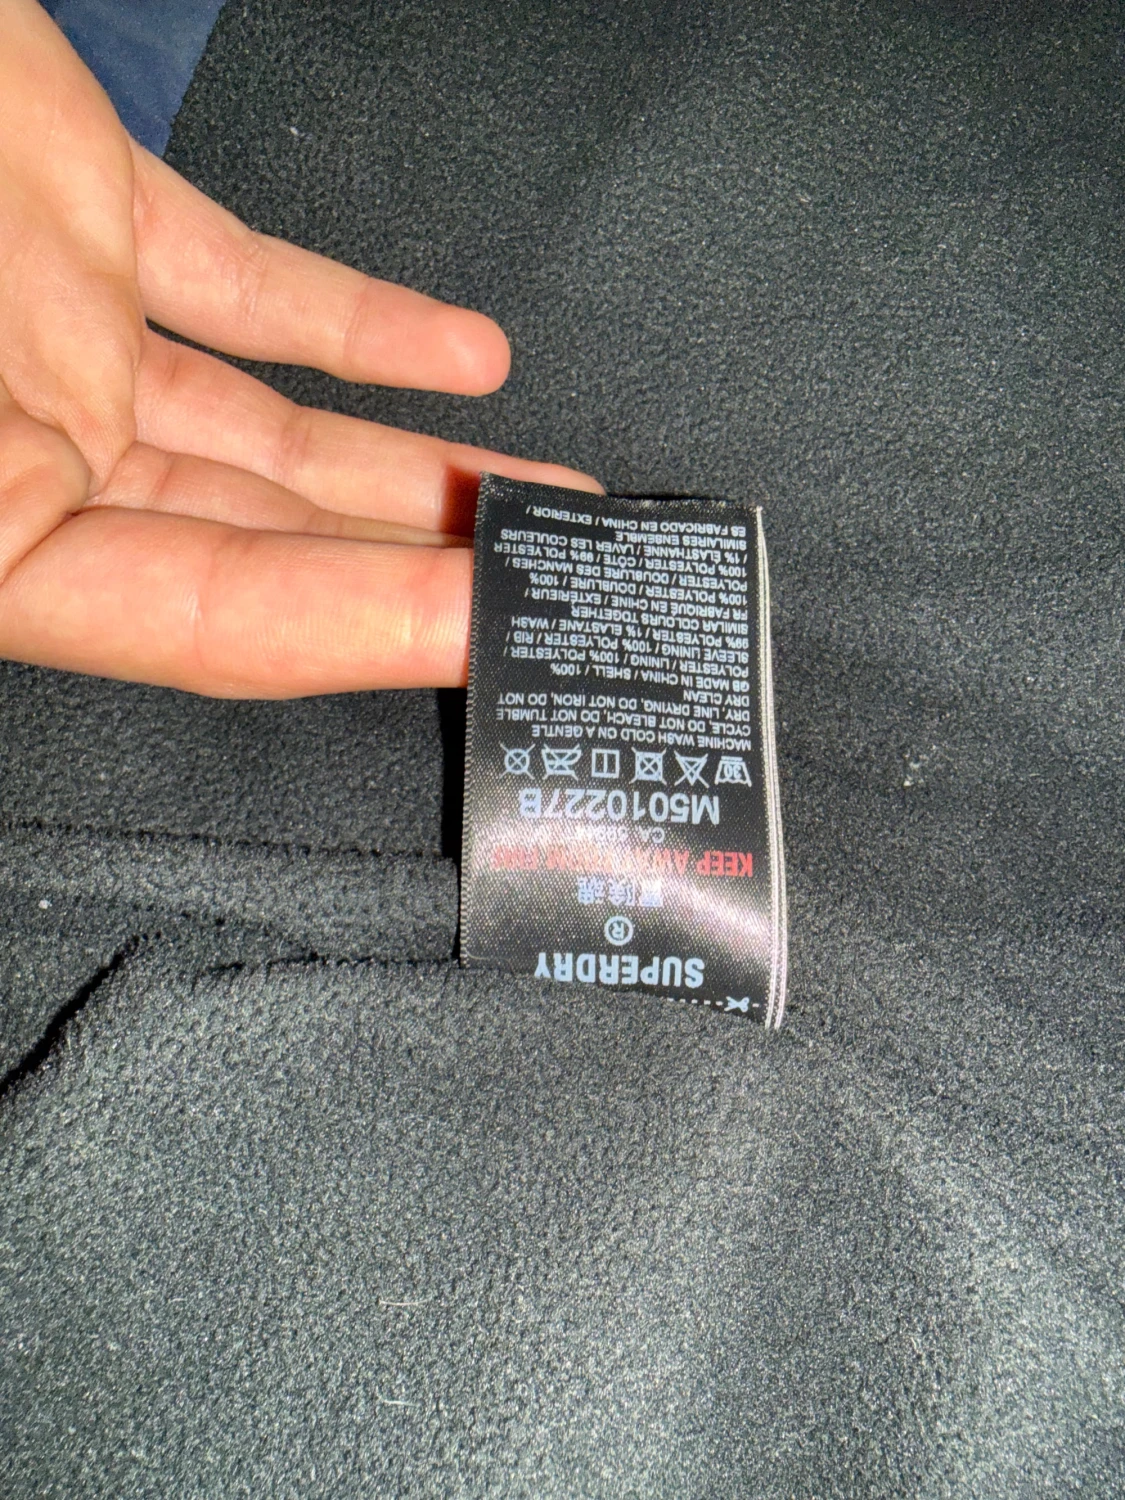 SUPERDRY
®
KEEP AWAY FROM FIRE
M5010227B
30
MACHINE WASH COLD ON A GENTLE
CYCLE, DO NOT BLEACH, DO NOT TUMBLE
DRY, LINE DRYING, DO NOT IRON, DO NOT
DRY CLEAN
GB MADE IN CHINA / SHELL / 100%
POLYESTER / LINING / 100% POLYESTER /
SLEEVE LINING / 100% POLYESTER / RIB /
99% POLYESTER / 1% ELASTANE / WASH
SIMILAR COLOURS TOGETHER
FR FABRIQUÉ EN CHINE / EXTÉRIEUR /
100% POLYESTER / DOUBLURE / 100%
POLYESTER / DOUBLURE DES MANCHES /
100% POLYESTER / CÔTE / 99% POLYESTER
/ 1% ÉLASTHANNE / LAVER LES COULEURS
SIMILAIRES ENSEMBLE
EB FABRICADO EN CHINA / EXTERIOR /